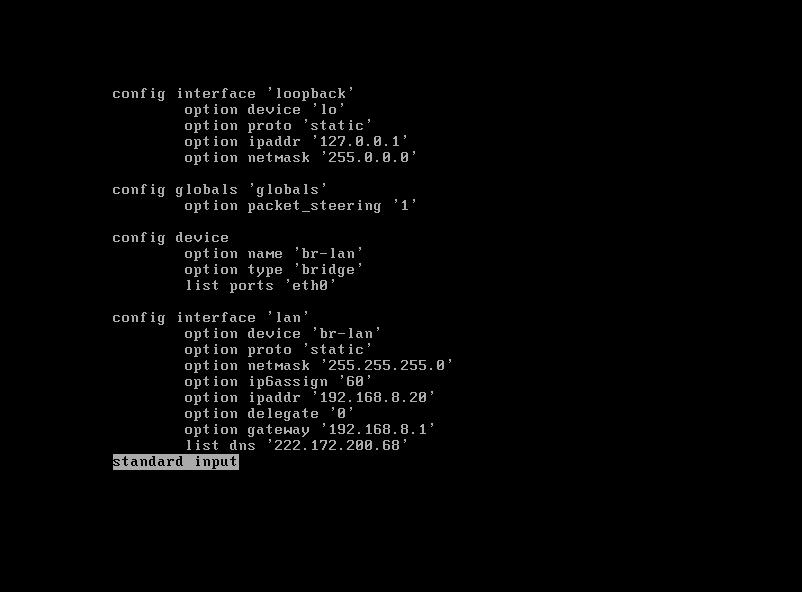 config interface 'loopback'
        option device 'lo'
        option proto 'static'
        option ipaddr '127.0.0.1'
        option netmask '255.0.0.0'

config globals 'globals'
        option packet_steering '1'

config device
        option name 'br-lan'
        option type 'bridge'
        list ports 'eth0'

config interface 'lan'
        option device 'br-lan'
        option proto 'static'
        option netmask '255.255.255.0'
        option ip6assign '60'
        option ipaddr '192.168.8.20'
        option delegate '0'
        option gateway '192.168.8.1'
        list dns '222.172.200.68'
standard input